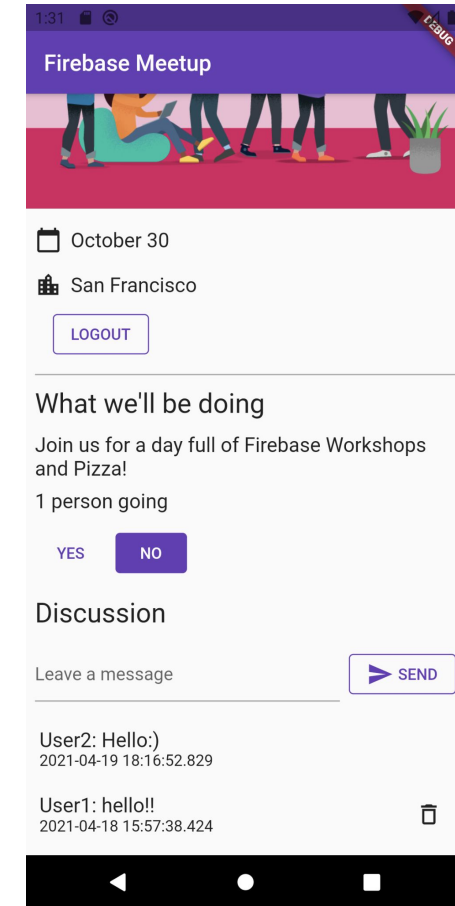 1:31
DEBUG
Firebase Meetup
October 30
San Francisco
LOGOUT
What we'll be doing
Join us for a day full of Firebase Workshops
and Pizza!
1 person going
YES NO
Discussion
Leave a message SEND
User2: Hello:)
2021-04-19 18:16:52.829
User1: hello!!
2021-04-18 15:57:38.424